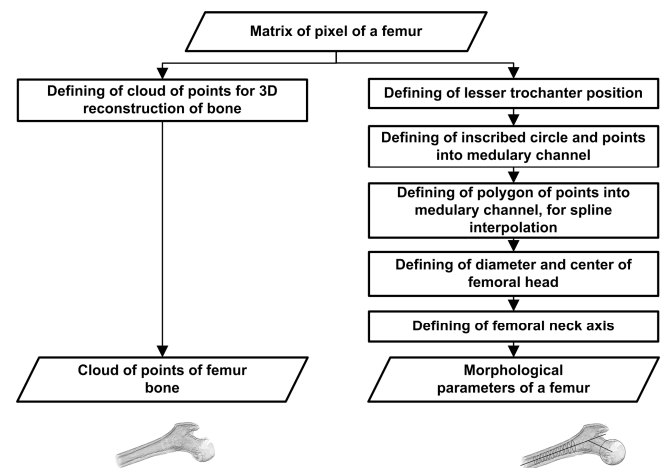 Matrix of pixel of a femur
Defining of cloud of points for 3D
reconstruction of bone
Defining of lesser trochanter position
Defining of inscribed circle and points
into medulary channel
Defining of polygon of points into
medulary channel, for spline
interpolation
Defining of diameter and center of
femoral head
Defining of femoral neck axis
Cloud of points of femur
bone
Morphological
parameters of a femur